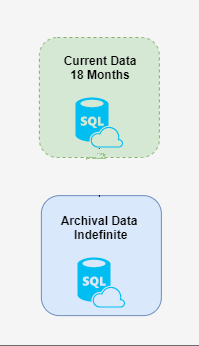 Current Data
18 Months
SQL
Archival Data
Indefinite
SQL